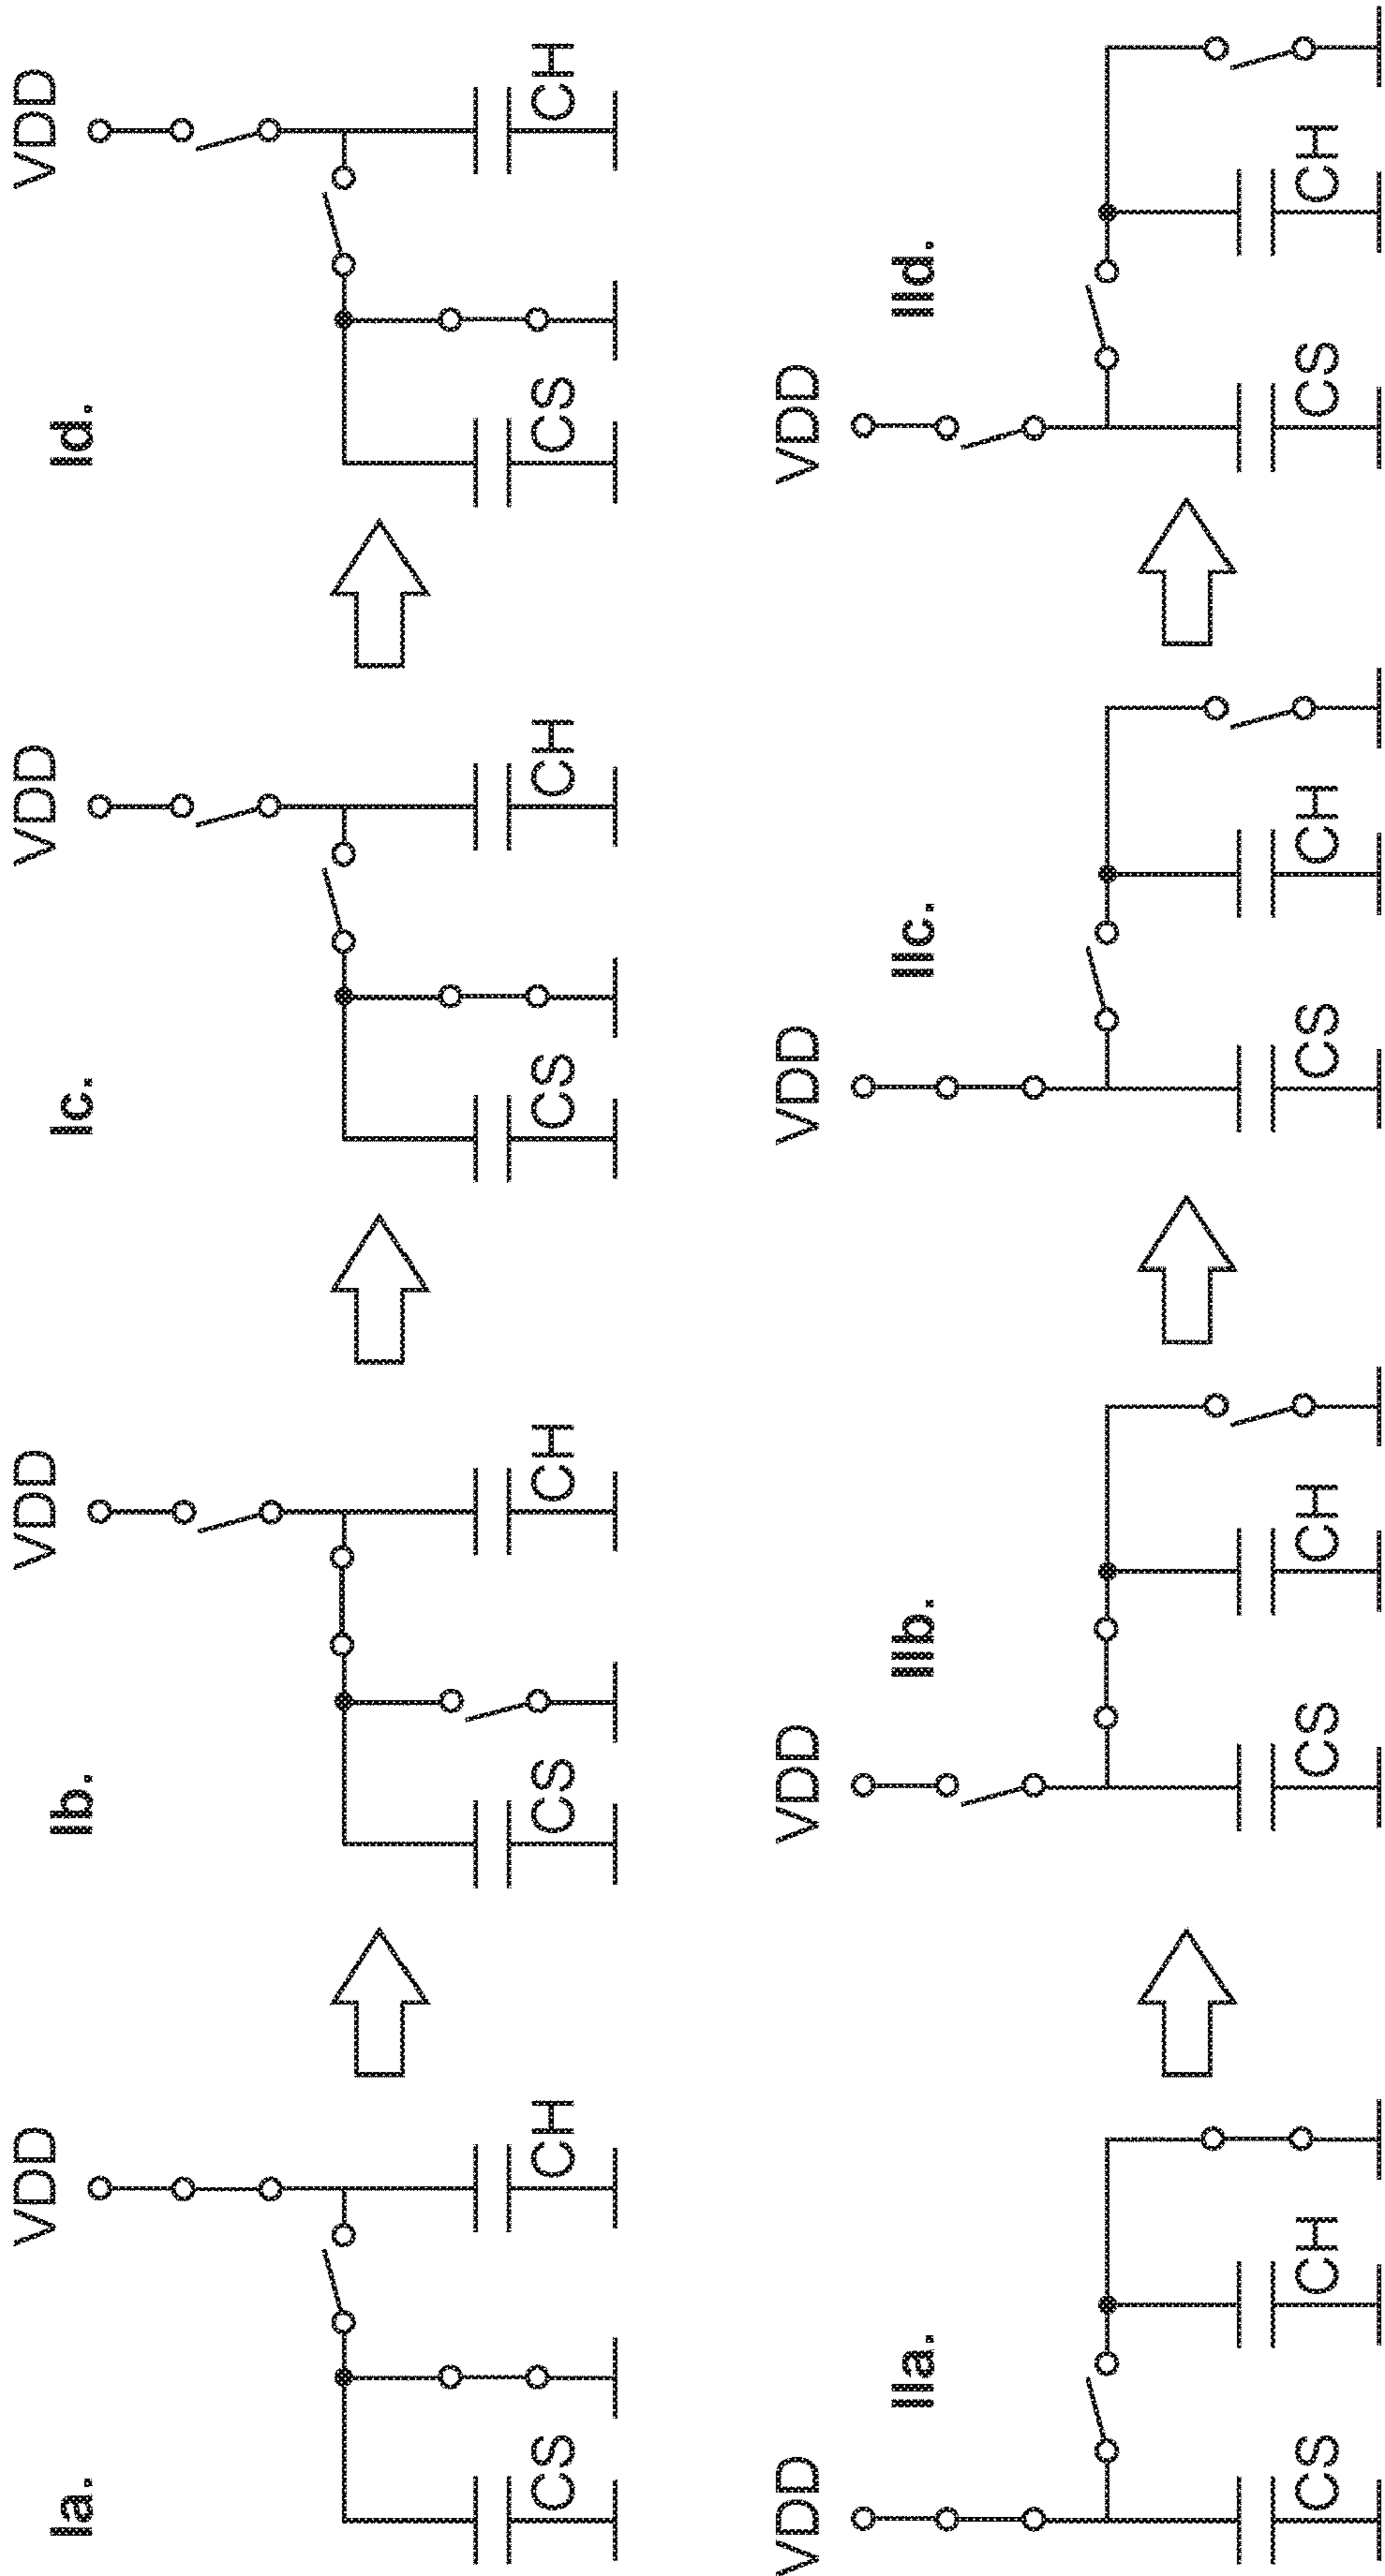 Ia.
VDD
CS
CH
Ib.
VDD
CS
CH
Ic.
VDD
CS
CH
Id.
VDD
CS
CH
VDD
IIa.
CS
CH
VDD
IIb.
CS
CH
VDD
IIc.
CS
CH
VDD
IId.
CS
CH